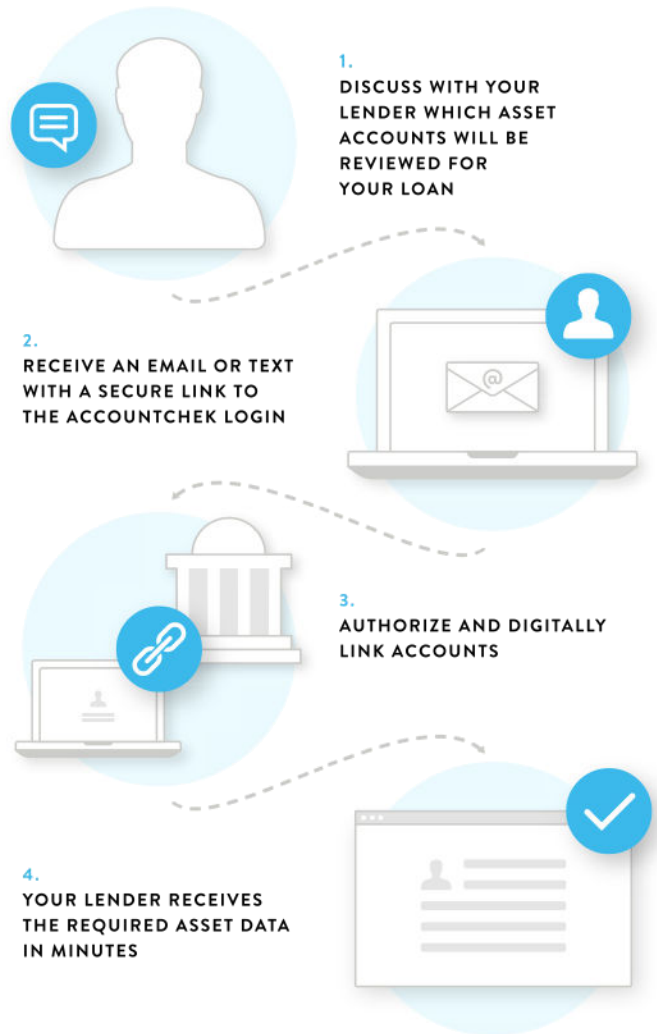 1.
DISCUSS WITH YOUR
LENDER WHICH ASSET
ACCOUNTS WILL BE
REVIEWED FOR
YOUR LOAN
2.
RECEIVE AN EMAIL OR TEXT
WITH A SECURE LINK TO
THE ACCOUNTCHEK LOGIN
@
3.
AUTHORIZE AND DIGITALLY
LINK ACCOUNTS
4.
YOUR LENDER RECEIVES
THE REQUIRED ASSET DATA
IN MINUTES